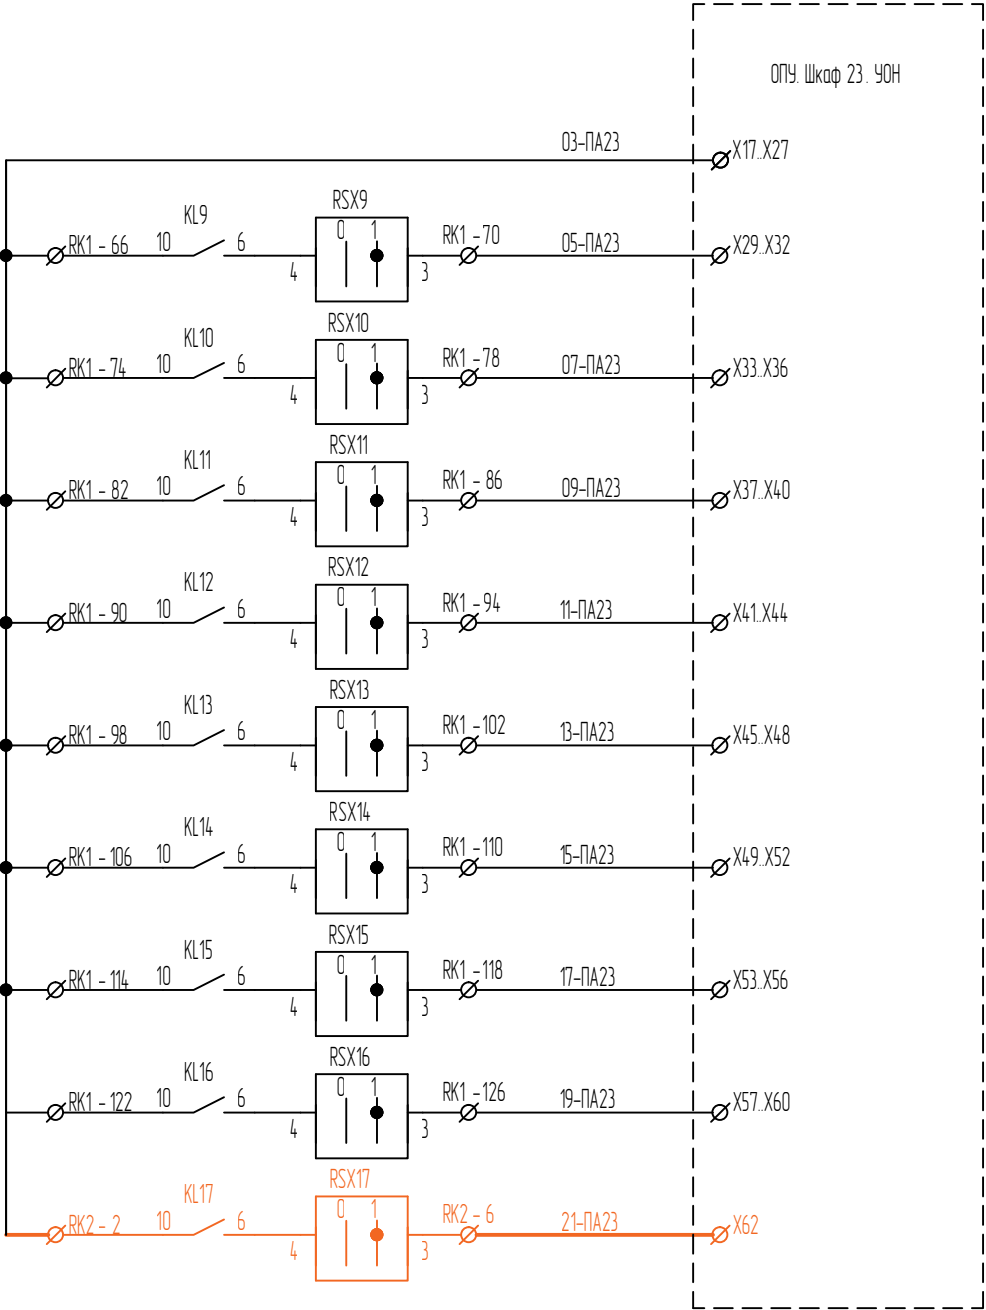 ОПУ. Шкаф 23. УОН
03-ПА23 X17..X27
KL9 RSX9
RK1 - 66 10 6 4 0 1 3 RK1 -70 05-ПА23 X29..X32
KL10 RSX10
RK1 - 74 10 6 4 0 1 3 RK1 -78 07-ПА23 X33..X36
KL11 RSX11
RK1 - 82 10 6 4 0 1 3 RK1 - 86 09-ПА23 X37..X40
KL12 RSX12
RK1 - 90 10 6 4 0 1 3 RK1 - 94 11-ПА23 X41..X44
KL13 RSX13
RK1 - 98 10 6 4 0 1 3 RK1 -102 13-ПА23 X45..X48
KL14 RSX14
RK1 - 106 10 6 4 0 1 3 RK1 -110 15-ПА23 X49..X52
KL15 RSX15
RK1 - 114 10 6 4 0 1 3 RK1 -118 17-ПА23 X53..X56
KL16 RSX16
RK1 - 122 10 6 4 0 1 3 RK1 -126 19-ПА23 X57..X60
KL17 RSX17
RK2 - 2 10 6 4 0 1 3 RK2 - 6 21-ПА23 X62